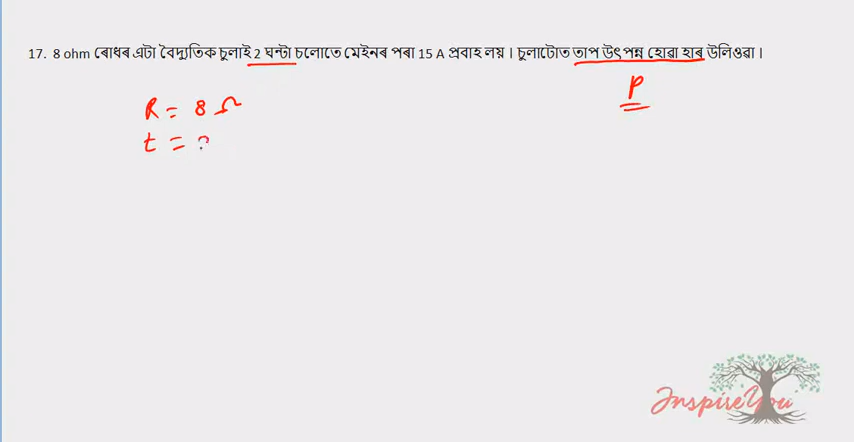 17. 8 ohm ৰোধৰ এটা বৈদ্যুতিক চুলাই 2 ঘন্টা চলোতে মেইনৰ পৰা 15 A প্ৰবাহ লয়। চুলাটোত তাপ উৎপন্ন হোৱা হাৰ উলিওৱা।
P
R = 8 Ω
t =
InspireYou